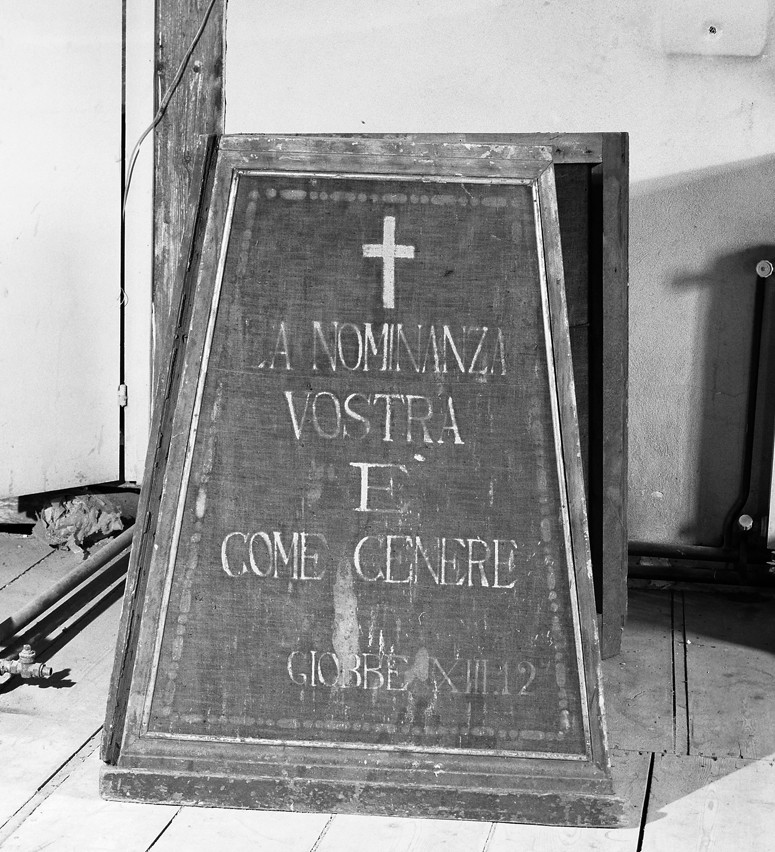 LA NOMINANZA
VOSTRA
È
COME CENERE
GIOBBE XIII.12